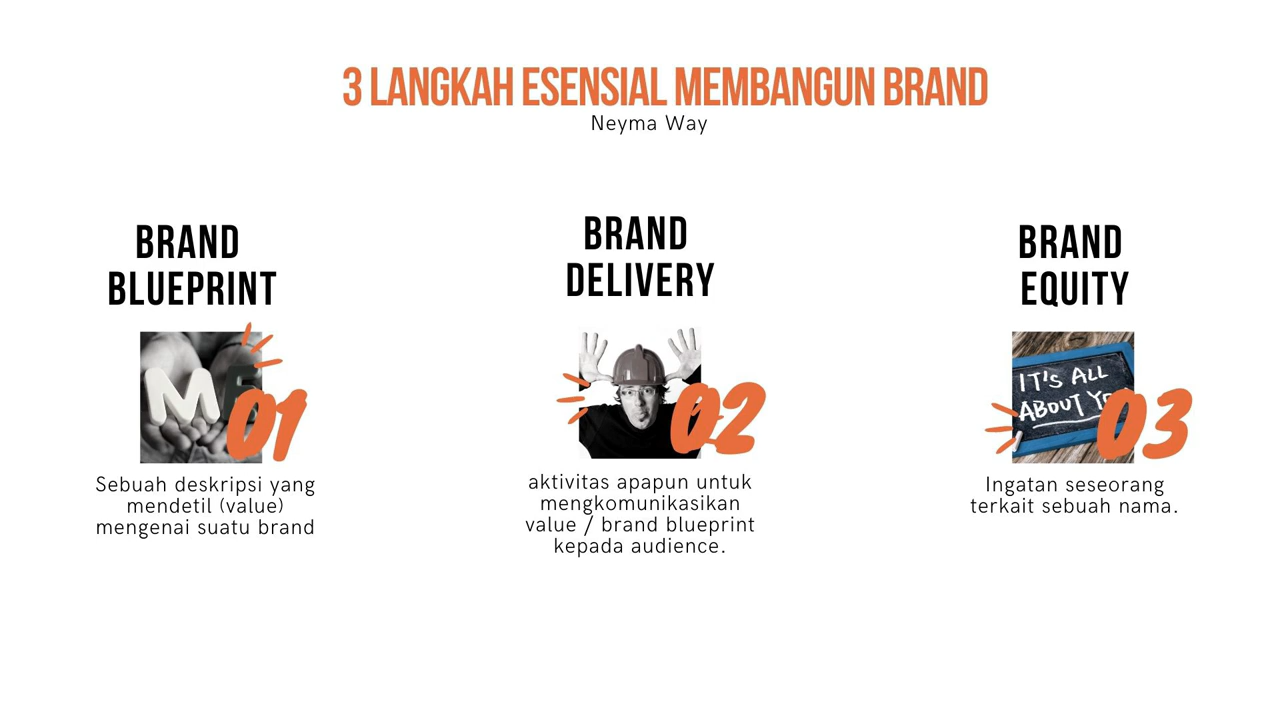 3 LANGKAH ESENSIAL MEMBANGUN BRAND
Neyma Way
BRAND
BLUEPRINT
ME
01
Sebuah deskripsi yang
mendetil (value)
mengenai suatu brand
BRAND
DELIVERY
02
aktivitas apapun untuk
mengkomunikasikan
value / brand blueprint
kepada audience.
BRAND
EQUITY
IT'S ALL
ABOUT
03
Ingatan seseorang
terkait sebuah nama.